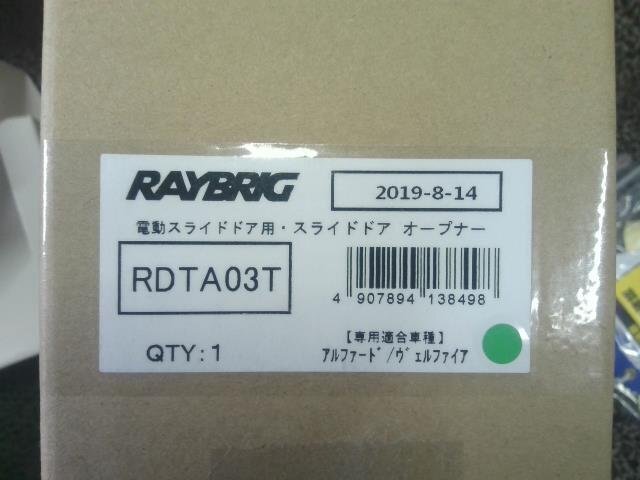 RAYBRIG
2019-8-14
電動スライドドア用・スライドドア オープナー
RDTA03T
4 907894 138498
【専用適合車種】
QTY:1
アルファード/ヴェルファイア